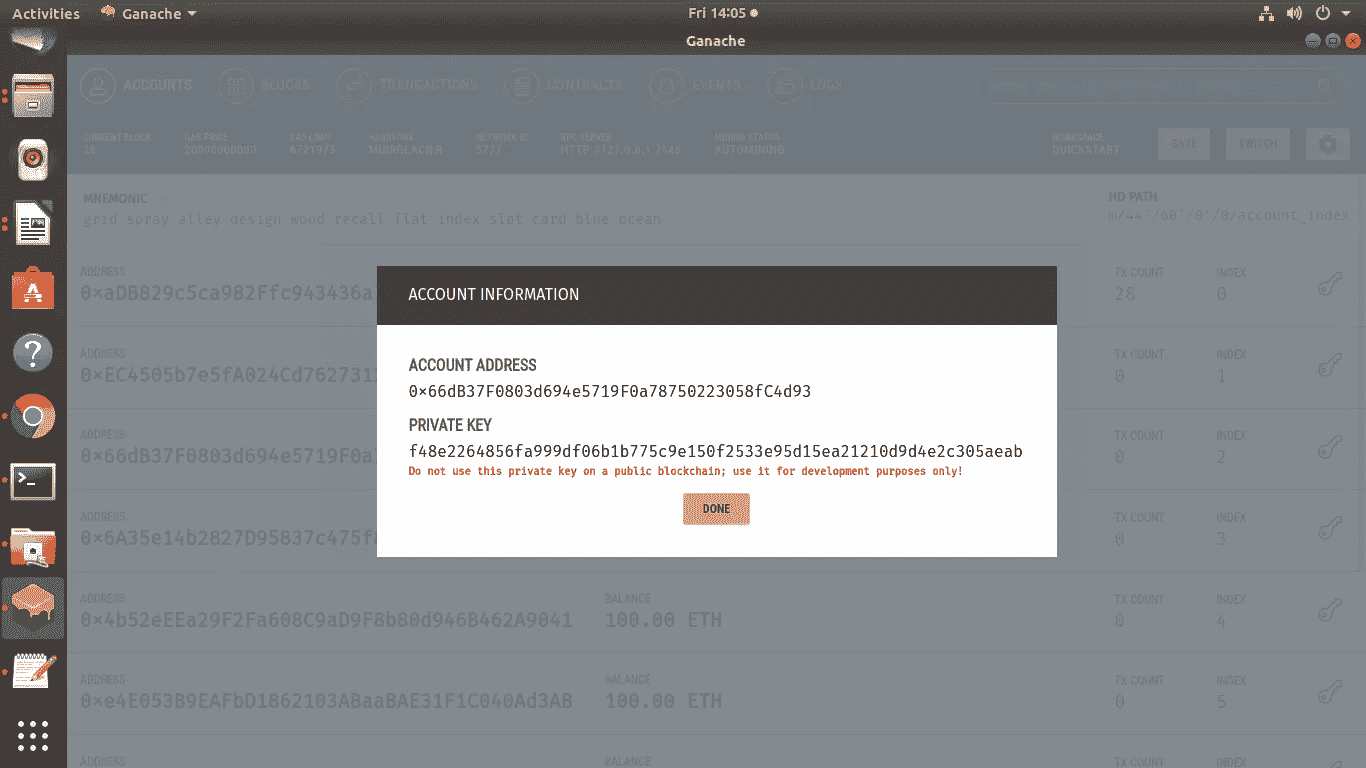 Activities Ganache Fri 14:05
Ganache
ACCOUNTS BLOCKS TRANSACTIONS CONTRACTS EVENTS LOGS
CURRENT BLOCK GAS PRICE GAS LIMIT HARDFORK NETWORK ID RPC SERVER MINING STATUS WORKSPACE
28 20000000000 6721975 MUIRGLACIER 5777 HTTP://127.0.0.1:7545 AUTOMINING QUICKSTART
SAVE SWITCH
MNEMONIC HD PATH
grid spray alley design wood recall flat index slot card blue ocean m/44'/60'/0'/0/account_index
ADDRESS TX COUNT INDEX
0×aDB829c5ca982Ffc943436a 28 0
ADDRESS TX COUNT INDEX
0×EC4505b7e5fA024Cd762731 0 1
ADDRESS TX COUNT INDEX
0×66dB37F0803d694e5719F0a 0 2
ADDRESS TX COUNT INDEX
0×6A35e14b2827D95837c475f 0 3
ACCOUNT INFORMATION
ACCOUNT ADDRESS
0×66dB37F0803d694e5719F0a78750223058fC4d93
PRIVATE KEY
f48e2264856fa999df06b1b775c9e150f2533e95d15ea21210d9d4e2c305aeab
Do not use this private key on a public blockchain; use it for development purposes only!
DONE
ADDRESS BALANCE TX COUNT INDEX
0×4b52eEEa29F2Fa608C9aD9F8b80d946B462A9041 100.00 ETH 0 4
ADDRESS BALANCE TX COUNT INDEX
0×e4E053B9EAFbD1862103ABaaBAE31F1C040Ad3AB 100.00 ETH 0 5
ADDRESS BALANCE TX COUNT INDEX